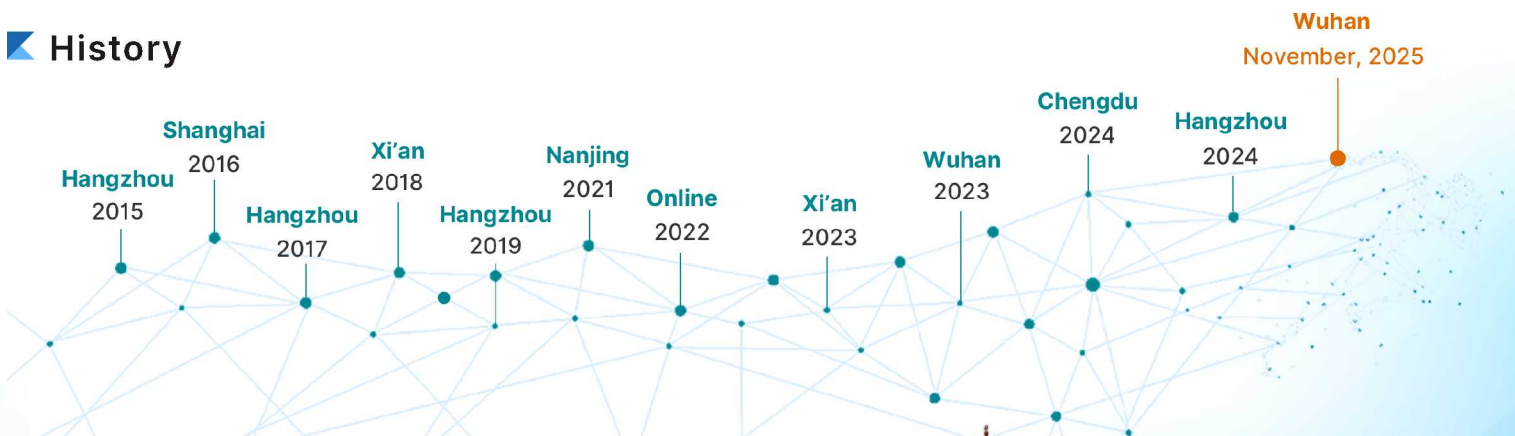 History
Hangzhou
2015
Shanghai
2016
Hangzhou
2017
Xi’an
2018
Hangzhou
2019
Nanjing
2021
Online
2022
Xi’an
2023
Wuhan
2023
Chengdu
2024
Hangzhou
2024
Wuhan
November, 2025